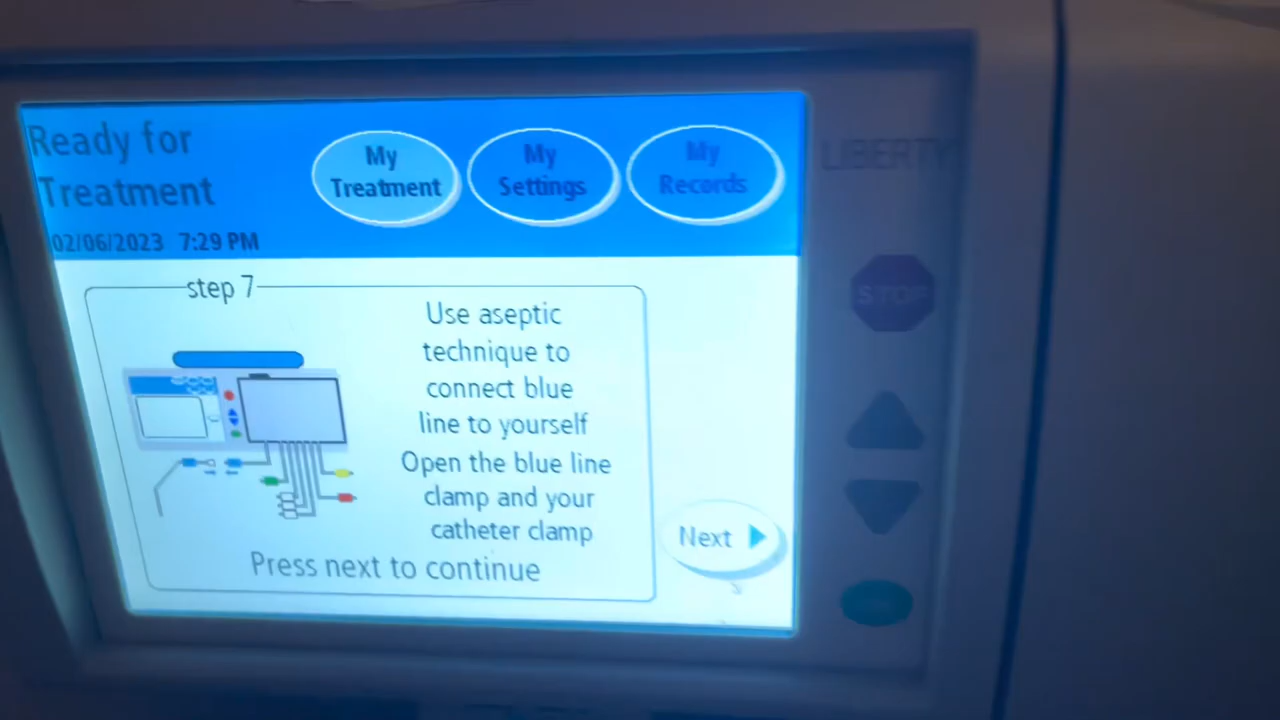 Ready for
Treatment
02/06/2023 7:29 PM
My
Treatment
My
Settings
My
Records
LIBERTY
STOP
step 7
Use aseptic
technique to
connect blue
line to yourself
Open the blue line
clamp and your
catheter clamp
Press next to continue
Next